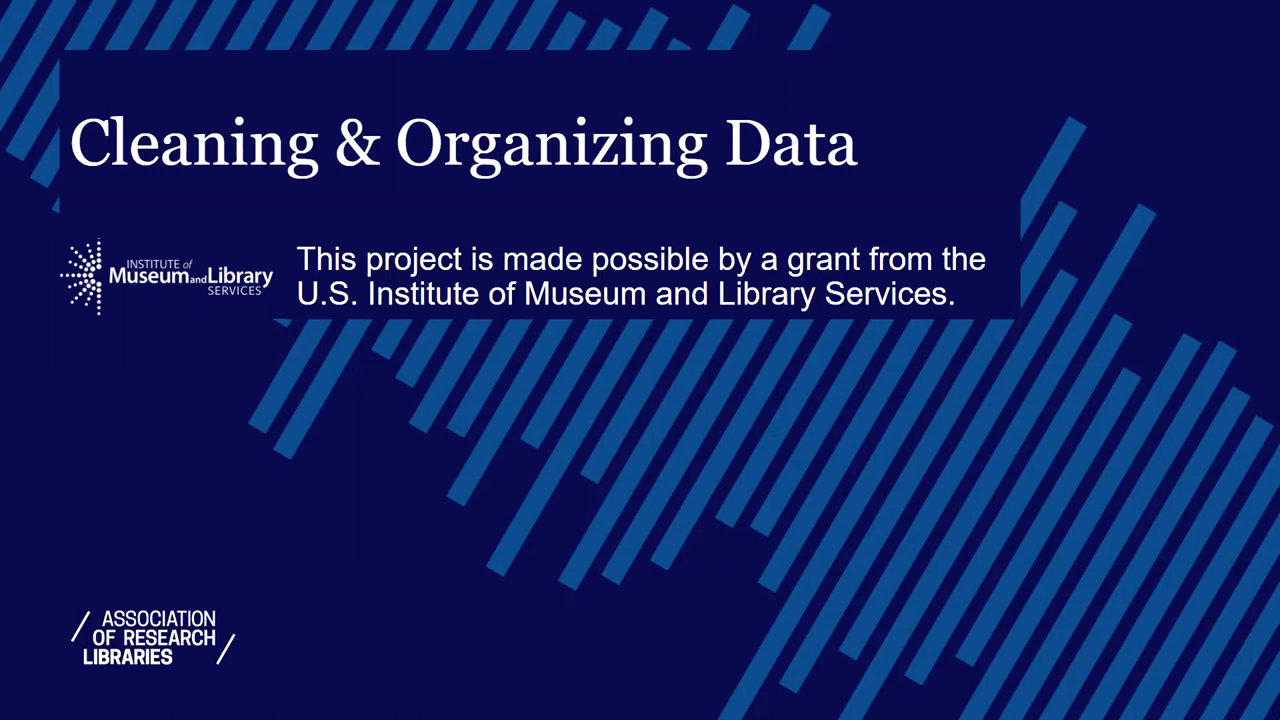 Cleaning & Organizing Data
INSTITUTE of
Museum and Library
SERVICES
This project is made possible by a grant from the
U.S. Institute of Museum and Library Services.
ASSOCIATION
OF RESEARCH
LIBRARIES